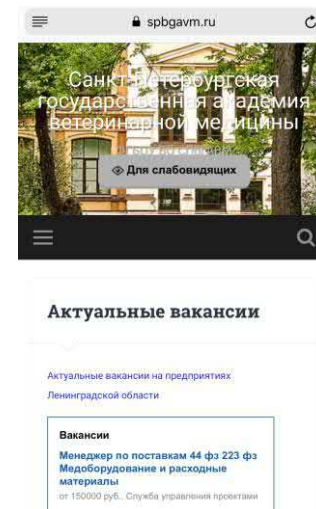 spbgavm.ru
Санкт-Петербургская
государственная академия
ветеринарной медицины
Для слабовидящих
Актуальные вакансии
Актуальные вакансии на предприятиях
Ленинградской области
Вакансии
Менеджер по поставкам 44 фз 223 фз
Медоборудование и расходные
материалы
от 150000 руб., Служба управления проектами